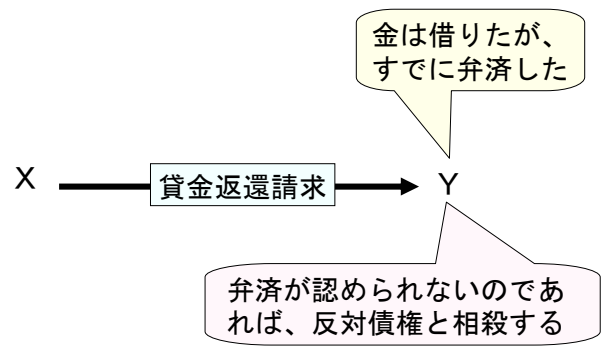 金は借りたが、
すでに弁済した
X
貸金返還請求
Y
弁済が認められないのであ
れば、反対債権と相殺する